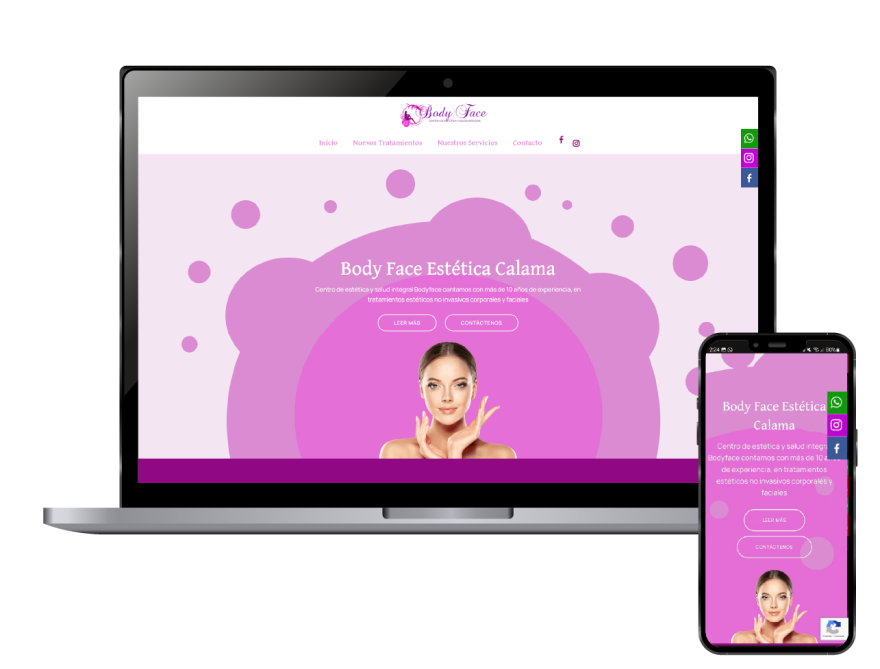 Body Face
Inicio
Nuevos Tratamientos
Nuestros Servicios
Contacto
Body Face Estética Calama
Centro de estética y salud integral Bodyface contamos con más de 10 años de experiencia, en
tratamientos estéticos no invasivos corporales y faciales
LEER MÁS
CONTÁCTENOS
Body Face Estética
Calama
Centro de estética y salud integral
Bodyface contamos con más de 10 años
de experiencia, en tratamientos
estéticos no invasivos corporales y
faciales
LEER MÁS
CONTÁCTENOS